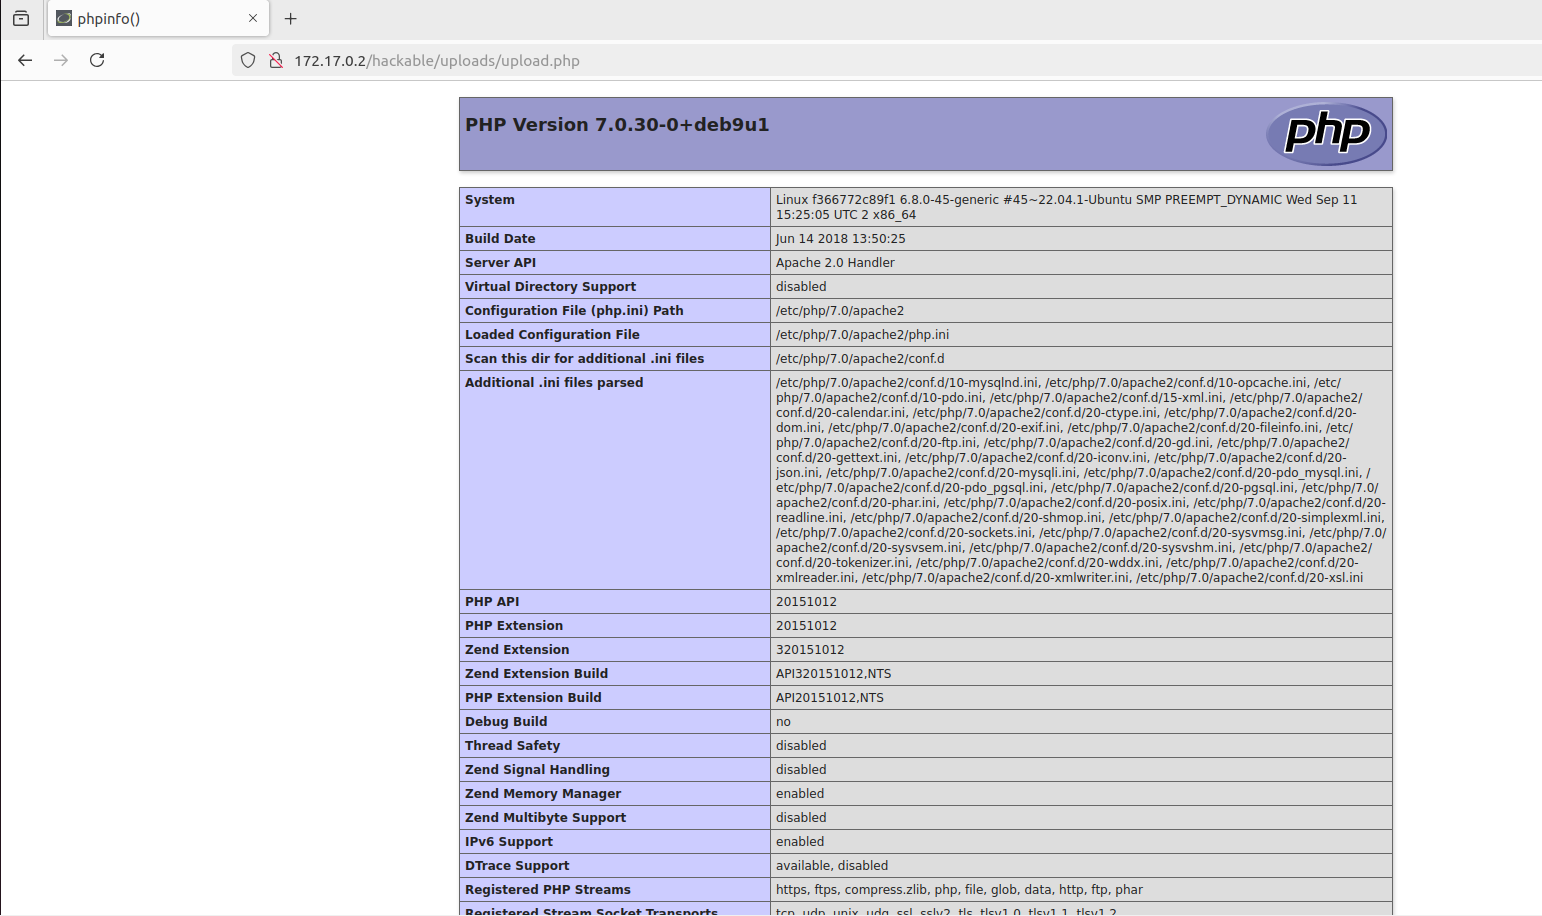 phpinfo()
172.17.0.2/hackable/uploads/upload.php
PHP Version 7.0.30-0+deb9u1
php
System
Linux f366772c89f1 6.8.0-45-generic #45~22.04.1-Ubuntu SMP PREEMPT_DYNAMIC Wed Sep 11
15:25:05 UTC 2 x86_64
Build Date
Jun 14 2018 13:50:25
Server API
Apache 2.0 Handler
Virtual Directory Support
disabled
Configuration File (php.ini) Path
/etc/php/7.0/apache2
Loaded Configuration File
/etc/php/7.0/apache2/php.ini
Scan this dir for additional .ini files
/etc/php/7.0/apache2/conf.d
Additional .ini files parsed
/etc/php/7.0/apache2/conf.d/10-mysqlnd.ini, /etc/php/7.0/apache2/conf.d/10-opcache.ini, /etc/
php/7.0/apache2/conf.d/10-pdo.ini, /etc/php/7.0/apache2/conf.d/15-xml.ini, /etc/php/7.0/apache2/
conf.d/20-calendar.ini, /etc/php/7.0/apache2/conf.d/20-ctype.ini, /etc/php/7.0/apache2/conf.d/20-
dom.ini, /etc/php/7.0/apache2/conf.d/20-exif.ini, /etc/php/7.0/apache2/conf.d/20-fileinfo.ini, /etc/
php/7.0/apache2/conf.d/20-ftp.ini, /etc/php/7.0/apache2/conf.d/20-gd.ini, /etc/php/7.0/apache2/
conf.d/20-gettext.ini, /etc/php/7.0/apache2/conf.d/20-iconv.ini, /etc/php/7.0/apache2/conf.d/20-
json.ini, /etc/php/7.0/apache2/conf.d/20-mysqli.ini, /etc/php/7.0/apache2/conf.d/20-pdo_mysql.ini, /
etc/php/7.0/apache2/conf.d/20-pdo_pgsql.ini, /etc/php/7.0/apache2/conf.d/20-pgsql.ini, /etc/php/7.0/
apache2/conf.d/20-phar.ini, /etc/php/7.0/apache2/conf.d/20-posix.ini, /etc/php/7.0/apache2/conf.d/20-
readline.ini, /etc/php/7.0/apache2/conf.d/20-shmop.ini, /etc/php/7.0/apache2/conf.d/20-simplexml.ini,
/etc/php/7.0/apache2/conf.d/20-sockets.ini, /etc/php/7.0/apache2/conf.d/20-sysvmsg.ini, /etc/php/7.0/
apache2/conf.d/20-sysvsem.ini, /etc/php/7.0/apache2/conf.d/20-sysvshm.ini, /etc/php/7.0/apache2/
conf.d/20-tokenizer.ini, /etc/php/7.0/apache2/conf.d/20-wddx.ini, /etc/php/7.0/apache2/conf.d/20-
xmlreader.ini, /etc/php/7.0/apache2/conf.d/20-xmlwriter.ini, /etc/php/7.0/apache2/conf.d/20-xsl.ini
PHP API
20151012
PHP Extension
20151012
Zend Extension
320151012
Zend Extension Build
API320151012,NTS
PHP Extension Build
API20151012,NTS
Debug Build
no
Thread Safety
disabled
Zend Signal Handling
disabled
Zend Memory Manager
enabled
Zend Multibyte Support
disabled
IPv6 Support
enabled
DTrace Support
available, disabled
Registered PHP Streams
https, ftps, compress.zlib, php, file, glob, data, http, ftp, phar
Registered Stream Socket Transports
tcp, udp, unix, udg, ssl, sslv2, tls, tlsv1.0, tlsv1.1, tlsv1.2